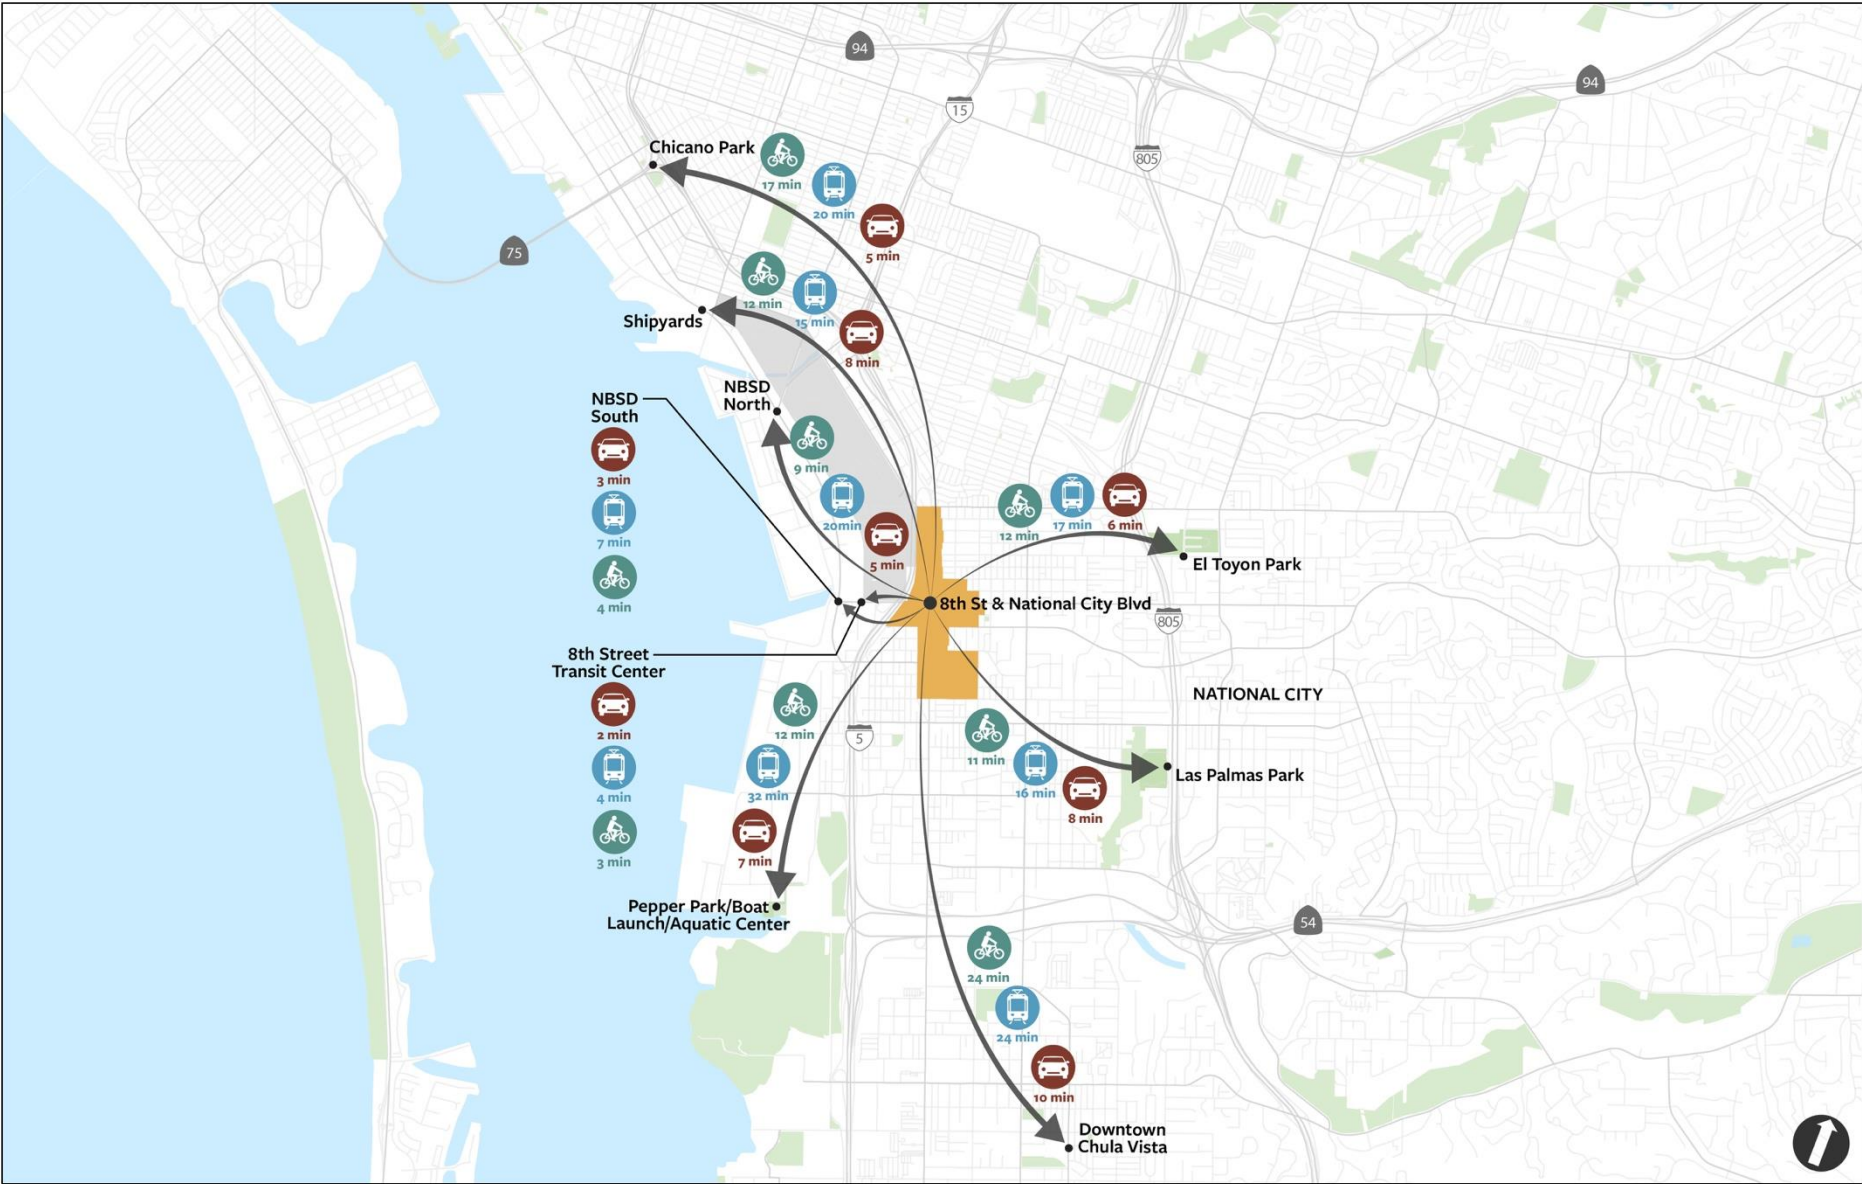 94
94
15
805
Chicano Park
17 min
20 min
5 min
75
12 min
15 min
8 min
Shipyards
NBSD
North
9 min
20min
5 min
NBSD
South
3 min
7 min
4 min
12 min
17 min
6 min
El Toyon Park
8th St & National City Blvd
805
8th Street
Transit Center
2 min
4 min
3 min
NATIONAL CITY
12 min
32 min
7 min
5
11 min
16 min
8 min
Las Palmas Park
Pepper Park/Boat
Launch/Aquatic Center
54
24 min
24 min
10 min
Downtown
Chula Vista